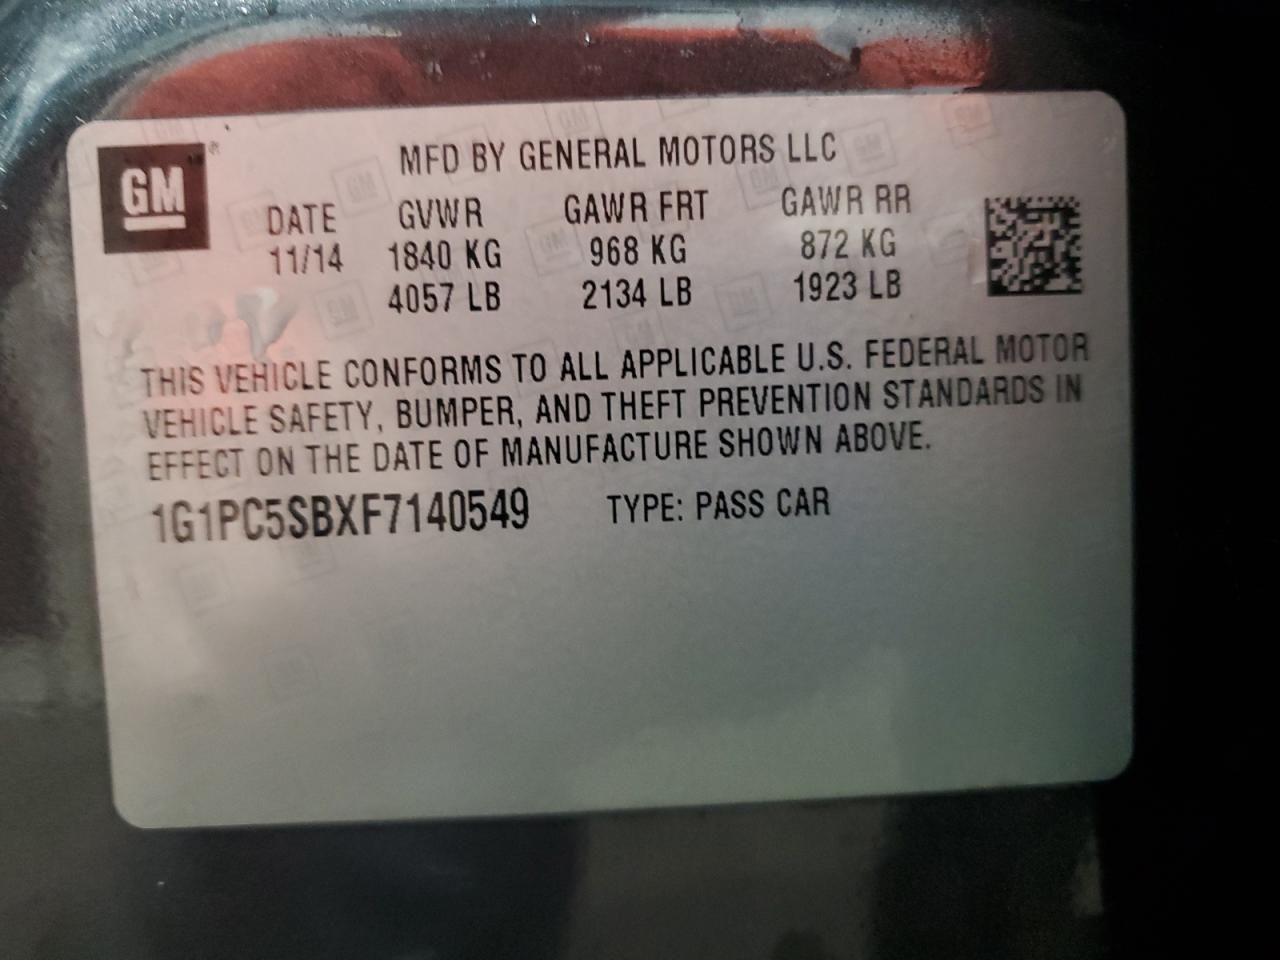 GM
MFD BY GENERAL MOTORS LLC
DATE GVWR GAWR FRT GAWR RR
11/14 1840 KG 968 KG 872 KG
4057 LB 2134 LB 1923 LB
THIS VEHICLE CONFORMS TO ALL APPLICABLE U.S. FEDERAL MOTOR
VEHICLE SAFETY, BUMPER, AND THEFT PREVENTION STANDARDS IN
EFFECT ON THE DATE OF MANUFACTURE SHOWN ABOVE.
1G1PC5SBXF7140549 TYPE: PASS CAR